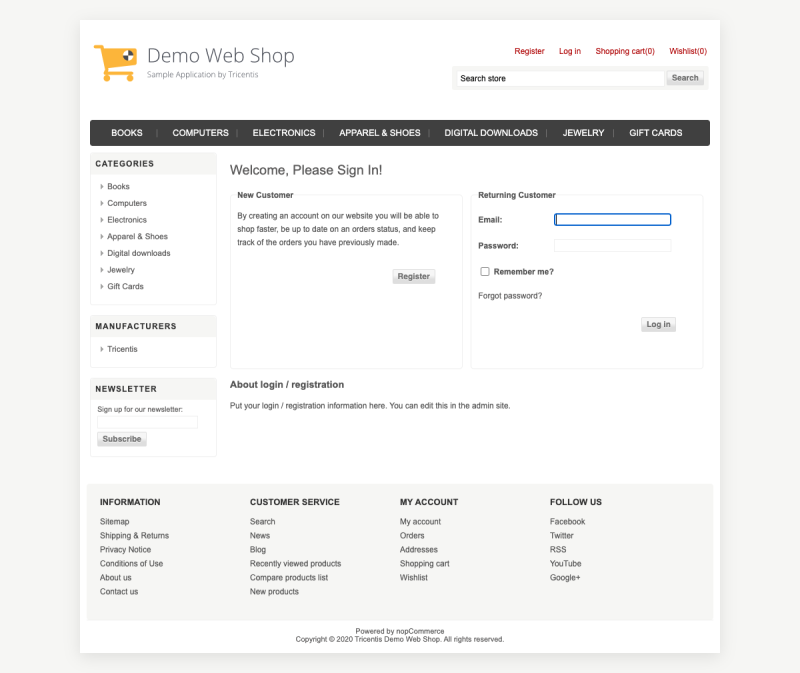 Demo Web Shop
Sample Application by Tricentis
Register Log in Shopping cart(0) Wishlist(0)
Search store Search
BOOKS | COMPUTERS | ELECTRONICS | APPAREL & SHOES | DIGITAL DOWNLOADS | JEWELRY | GIFT CARDS
CATEGORIES
Books
Computers
Electronics
Apparel & Shoes
Digital downloads
Jewelry
Gift Cards
MANUFACTURERS
Tricentis
NEWSLETTER
Sign up for our newsletter:
Subscribe
Welcome, Please Sign In!
New Customer
By creating an account on our website you will be able to
shop faster, be up to date on an orders status, and keep
track of the orders you have previously made.
Register
Returning Customer
Email:
Password:
Remember me?
Forgot password?
Log in
About login / registration
Put your login / registration information here. You can edit this in the admin site.
INFORMATION
Sitemap
Shipping & Returns
Privacy Notice
Conditions of Use
About us
Contact us
CUSTOMER SERVICE
Search
News
Blog
Recently viewed products
Compare products list
New products
MY ACCOUNT
My account
Orders
Addresses
Shopping cart
Wishlist
FOLLOW US
Facebook
Twitter
RSS
YouTube
Google+
Powered by nopCommerce
Copyright © 2020 Tricentis Demo Web Shop. All rights reserved.